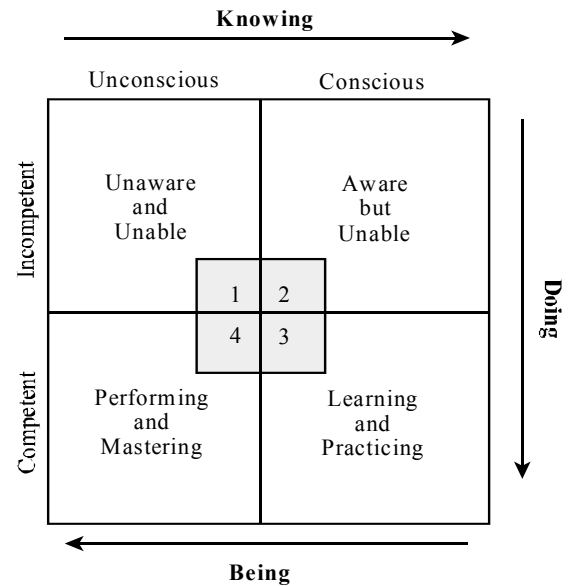 Knowing
Unconscious Conscious
Incompetent
Unaware
and
Unable
Aware
but
Unable
1 2
Doing
4 3
Competent
Performing
and
Mastering
Learning
and
Practicing
Being